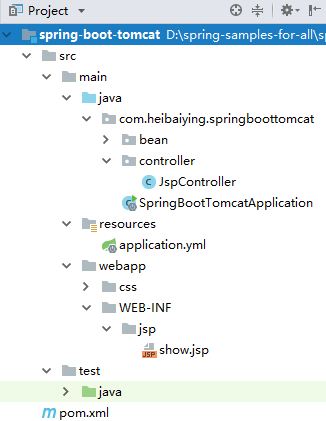 Project
spring-boot-tomcat D:\spring-samples-for-all\s
src
main
java
com.heibaiying.springboottomcat
bean
controller
JspController
SpringBootTomcatApplication
resources
application.yml
webapp
css
WEB-INF
jsp
show.jsp
test
java
pom.xml